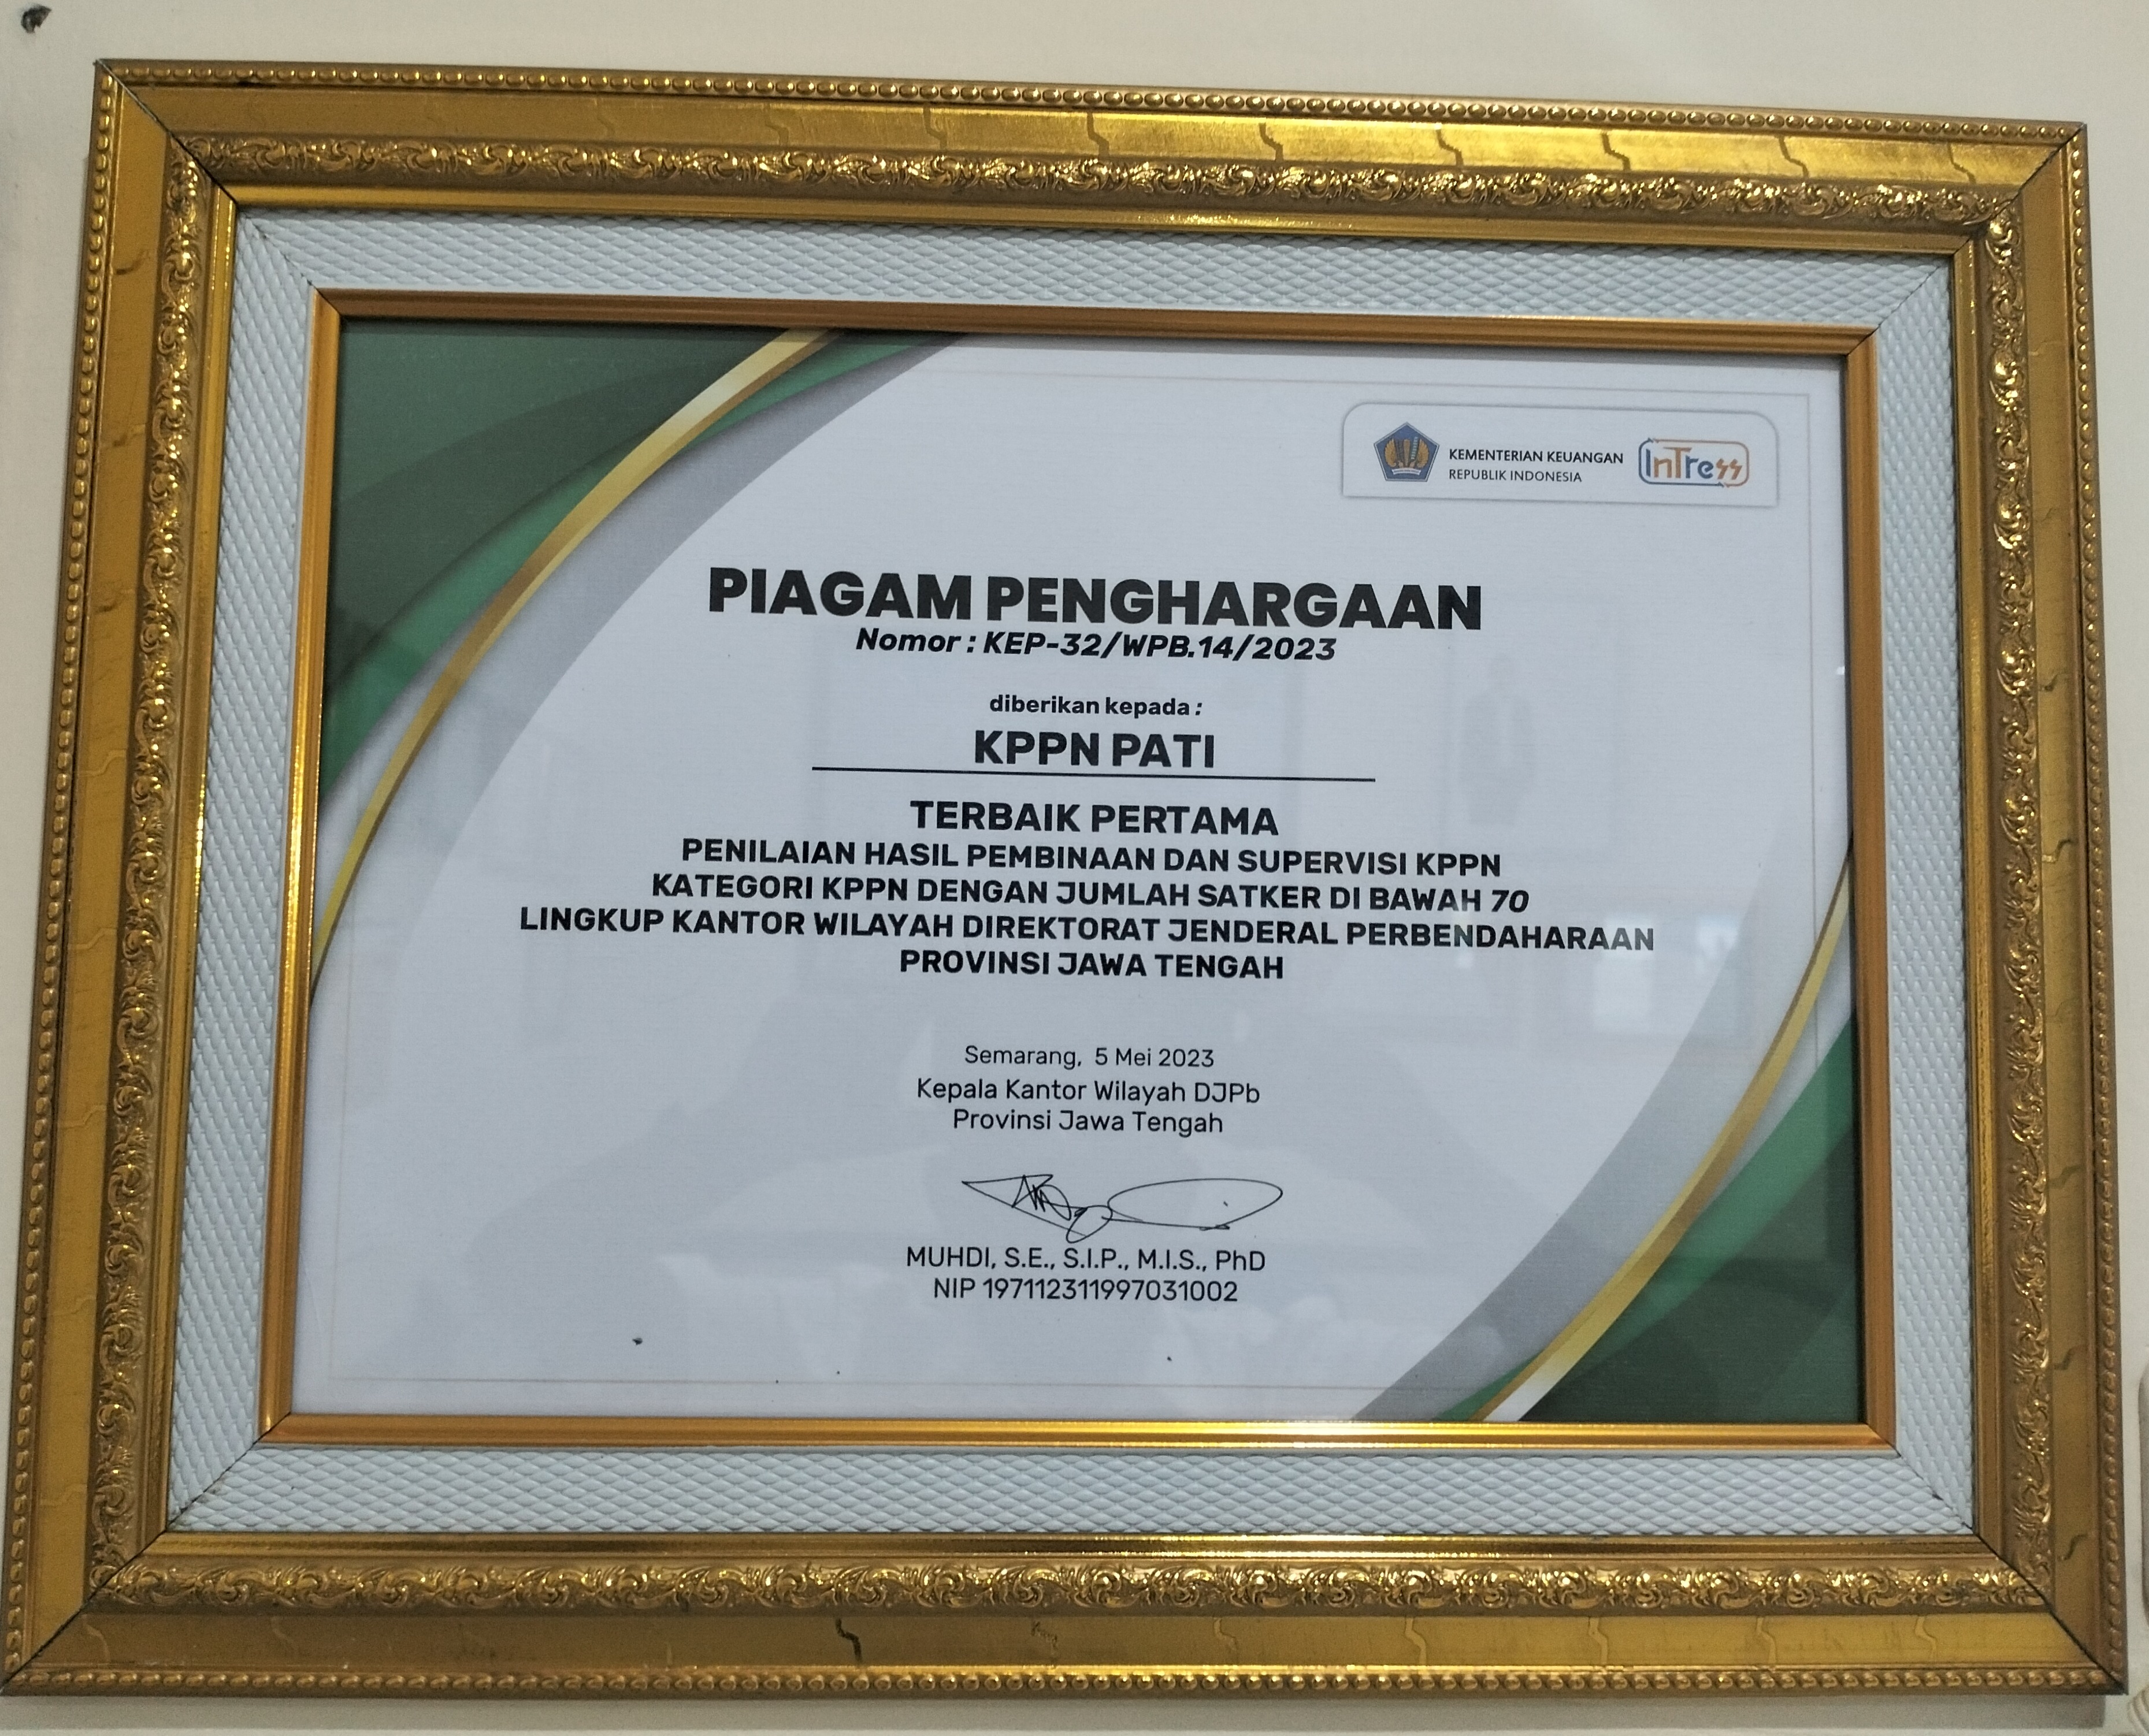 KEMENTERIAN KEUANGAN
REPUBLIK INDONESIA
InTress
PIAGAM PENGHARGAAN
Nomor : KEP-32/WPB.14/2023
diberikan kepada :
KPPN PATI
TERBAIK PERTAMA
PENILAIAN HASIL PEMBINAAN DAN SUPERVISI KPPN
KATEGORI KPPN DENGAN JUMLAH SATKER DI BAWAH 70
LINGKUP KANTOR WILAYAH DIREKTORAT JENDERAL PERBENDAHARAAN
PROVINSI JAWA TENGAH
Semarang, 5 Mei 2023
Kepala Kantor Wilayah DJPb
Provinsi Jawa Tengah
MUHDI, S.E., S.I.P., M.I.S., PhD
NIP 197112311997031002